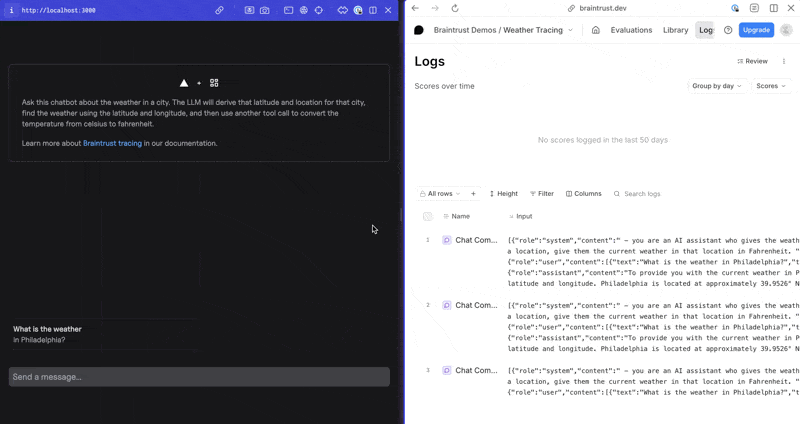 http://localhost:3000
Ask this chatbot about the weather in a city. The LLM will derive that latitude and location for that city,
find the weather using the latitude and longitude, and then use another tool call to convert the
temperature from celsius to fahrenheit.
Learn more about Braintrust tracing in our documentation.
What is the weather
in Philadelphia?
Send a message...
braintrust.dev
Braintrust Demos / Weather Tracing
Evaluations
Library
Logs
Upgrade
Logs
Review
Scores over time
Group by day
Scores
No scores logged in the last 50 days
All rows
+
Height
Filter
Columns
Search logs
Name
Input
1
Chat Com...
[{"role":"system","content":" - you are an AI assistant who gives the weath
a location, give them the current weather in that location in Fahrenheit. "
{"role":"user","content":[{"text":"What is the weather in Philadelphia?","t
{"role":"assistant","content":"To provide you with the current weather in P
latitude and longitude. Philadelphia is located at approximately 39.9526° N
2
Chat Com...
[{"role":"system","content":" - you are an AI assistant who gives the weath
a location, give them the current weather in that location in Fahrenheit. "
{"role":"user","content":[{"text":"What is the weather in Philadelphia?","t
{"role":"assistant","content":"To provide you with the current weather in P
latitude and longitude. Philadelphia is located at approximately 39.9526° N
3
Chat Com...
[{"role":"system","content":" - you are an AI assistant who gives the weath
a location, give them the current weather in that location in Fahrenheit. "
{"role":"user","content":[{"text":"What is the weather in Philadelphia?","t